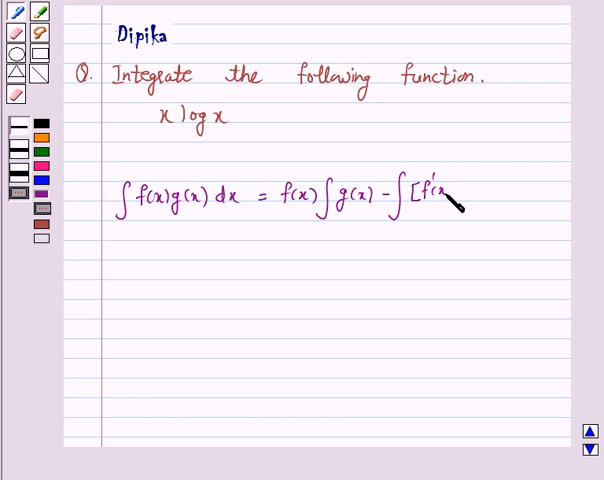 Dipika
Q. Integrate the following function.
x log x
∫ f(x)g(x) dx = f(x) ∫ g(x) - ∫ [f'(x